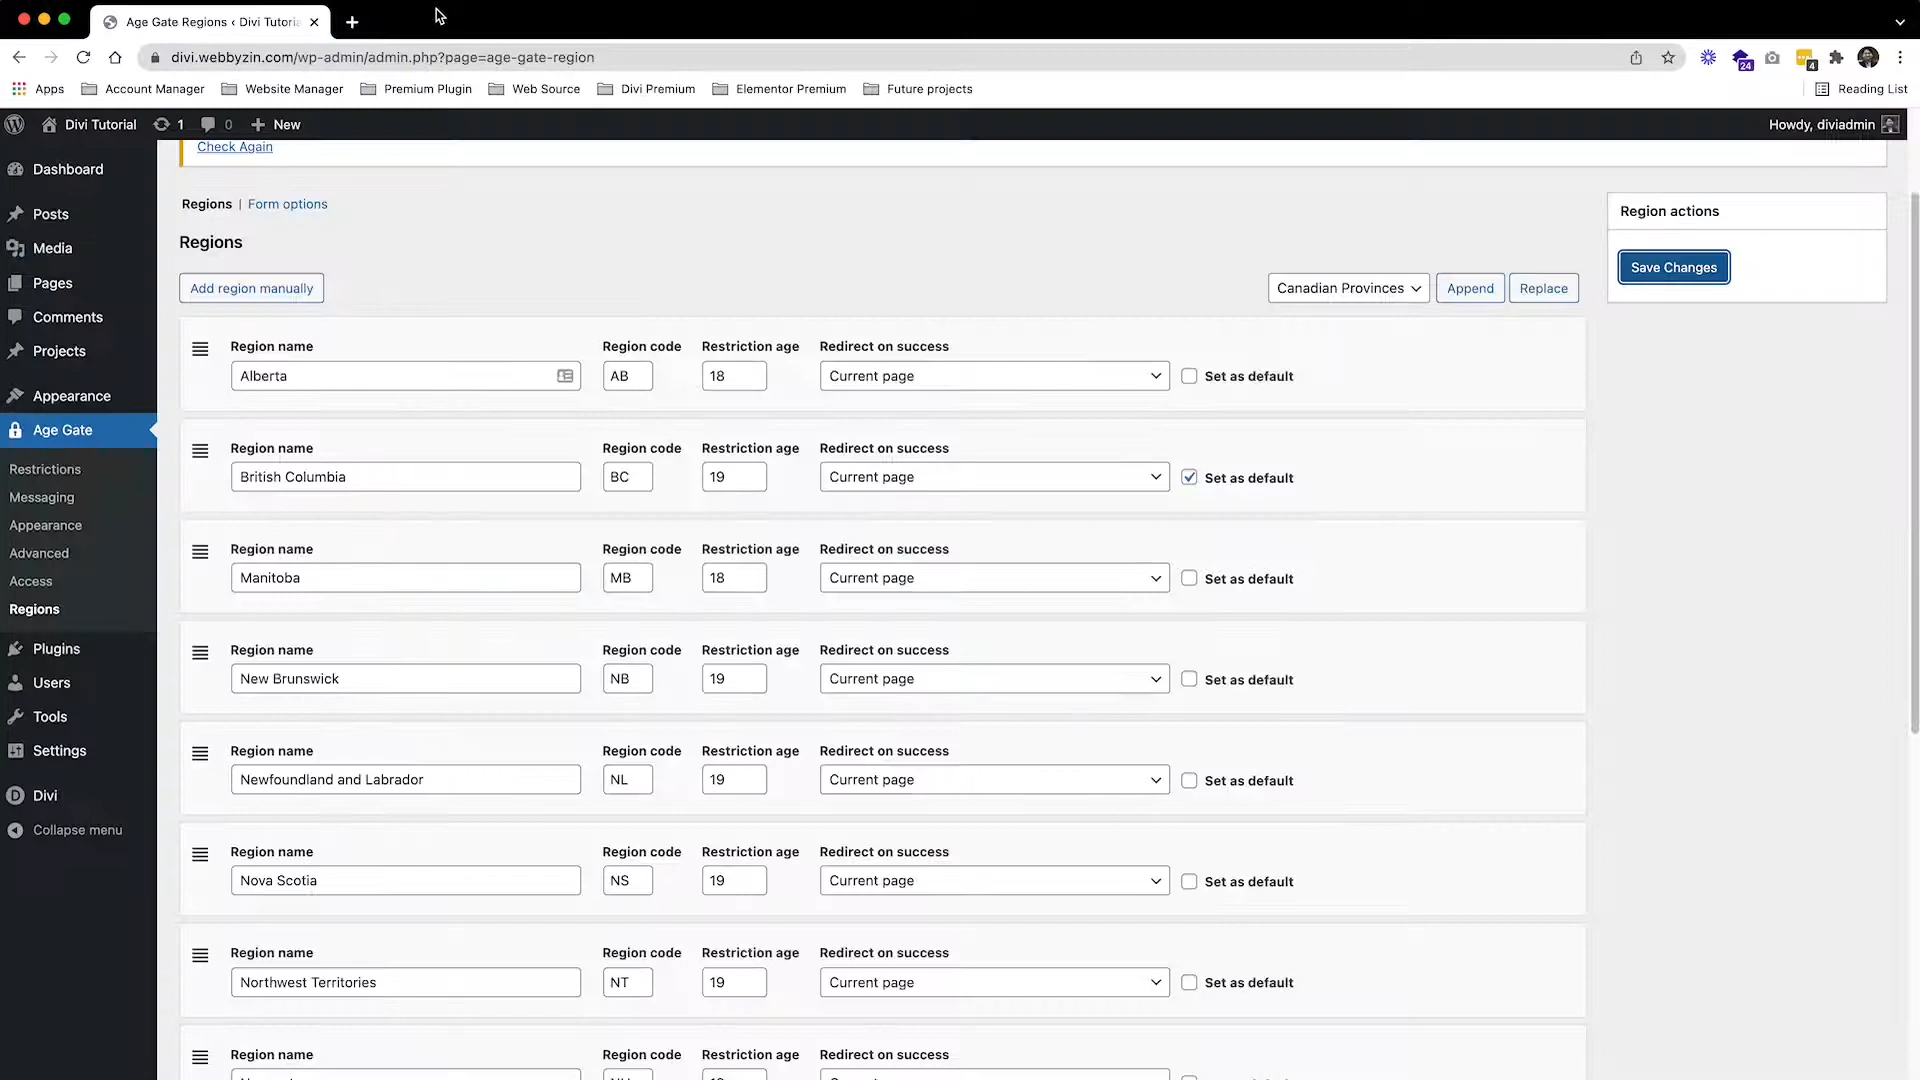 Age Gate Regions ‹ Divi Tutoria
divi.webbyzin.com/wp-admin/admin.php?page=age-gate-region
24
4
Apps
Account Manager
Website Manager
Premium Plugin
Web Source
Divi Premium
Elementor Premium
Future projects
Reading List
Divi Tutorial
1
0
New
Howdy, diviadmin
Dashboard
Posts
Media
Pages
Comments
Projects
Appearance
Age Gate
Restrictions
Messaging
Appearance
Advanced
Access
Regions
Plugins
Users
Tools
Settings
Divi
Collapse menu
Check Again
Regions | Form options
Regions
Add region manually
Canadian Provinces
Append
Replace
Region name Region code Restriction age Redirect on success
Alberta AB 18 Current page Set as default
Region name Region code Restriction age Redirect on success
British Columbia BC 19 Current page Set as default
Region name Region code Restriction age Redirect on success
Manitoba MB 18 Current page Set as default
Region name Region code Restriction age Redirect on success
New Brunswick NB 19 Current page Set as default
Region name Region code Restriction age Redirect on success
Newfoundland and Labrador NL 19 Current page Set as default
Region name Region code Restriction age Redirect on success
Nova Scotia NS 19 Current page Set as default
Region name Region code Restriction age Redirect on success
Northwest Territories NT 19 Current page Set as default
Region name Region code Restriction age Redirect on success
Region actions
Save Changes